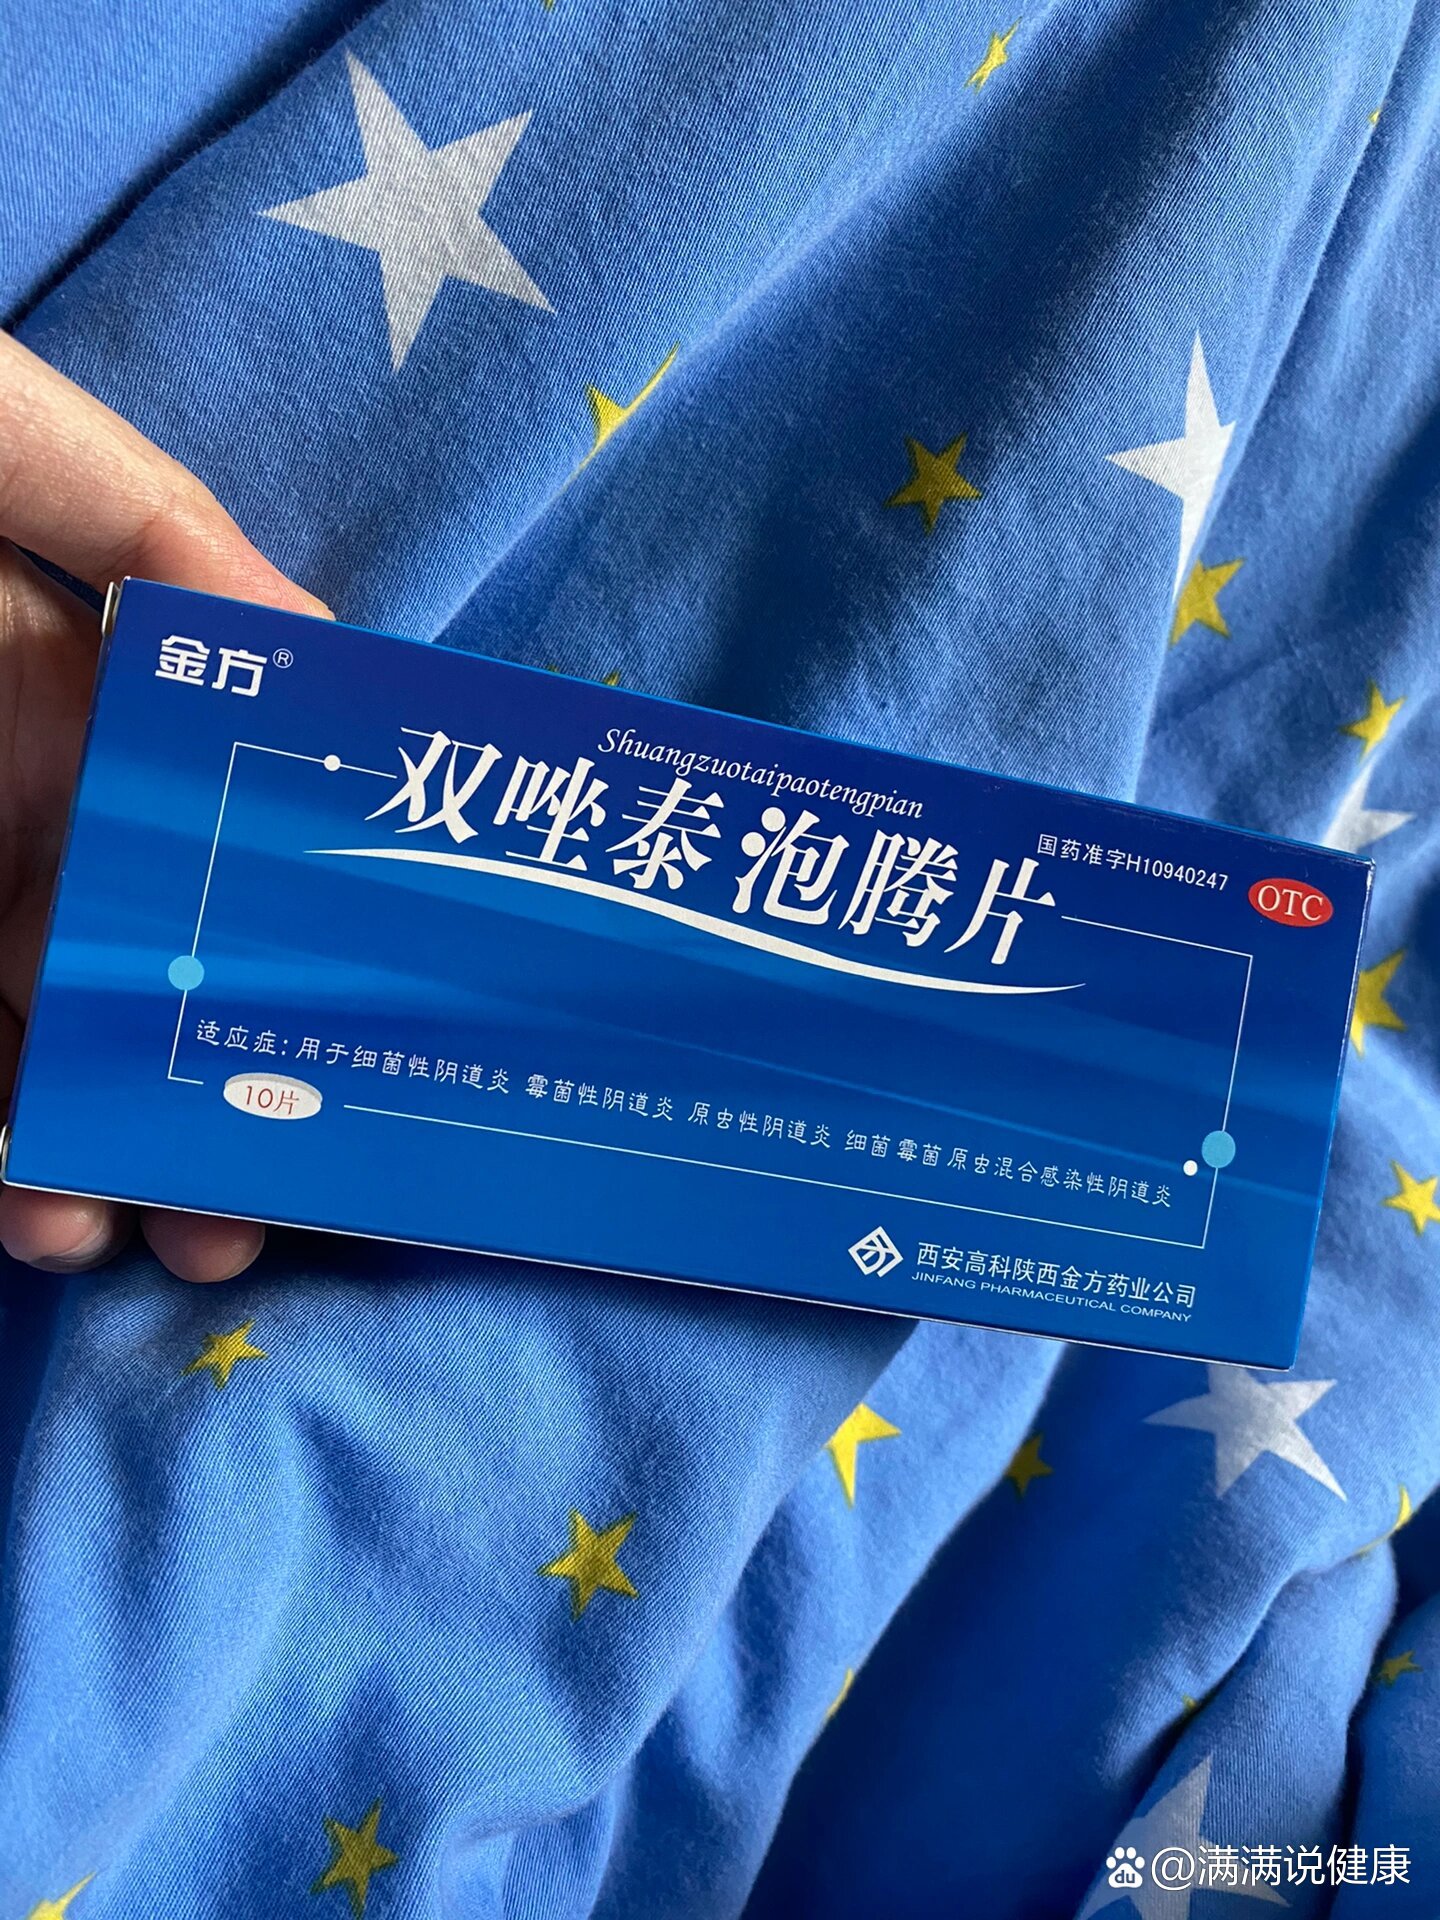 金方®
Shuangzuotaipaotengpian
双唑泰泡腾片
国药准字H10940247
OTC
适应症：用于细菌性阴道炎 霉菌性阴道炎 原虫性阴道炎 细菌霉菌原虫混合感染性阴道炎
10片
西安高科陕西金方药业公司
JINFANG PHARMACEUTICAL COMPANY
du @满满说健康